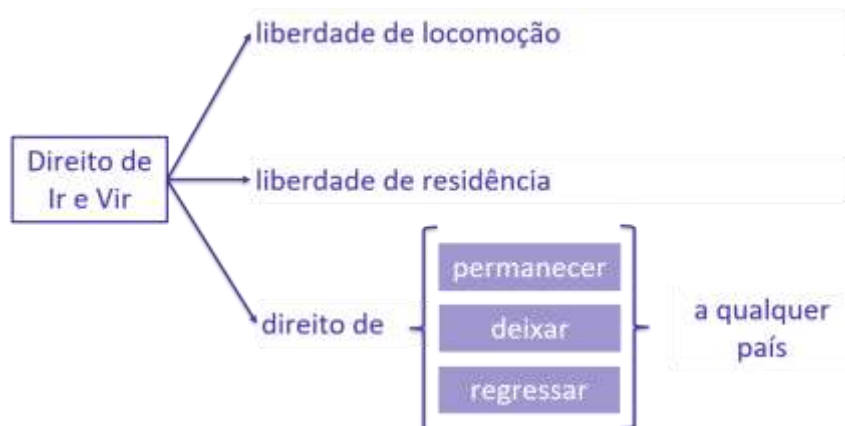 liberdade de locomoção
Direito de
Ir e Vir
liberdade de residência
direito de
permanecer
deixar
regressar
a qualquer
país